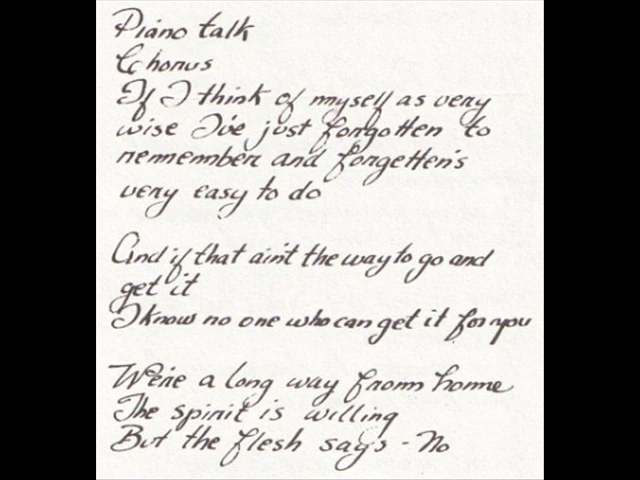 Piano talk
Chorus
If I think of myself as very
wise I've just forgotten to
remember and forgetten's
very easy to do
And if that ain't the way to go and
get it
I know no one who can get it for you
We're a long way from home
The spirit is willing
But the flesh says - No